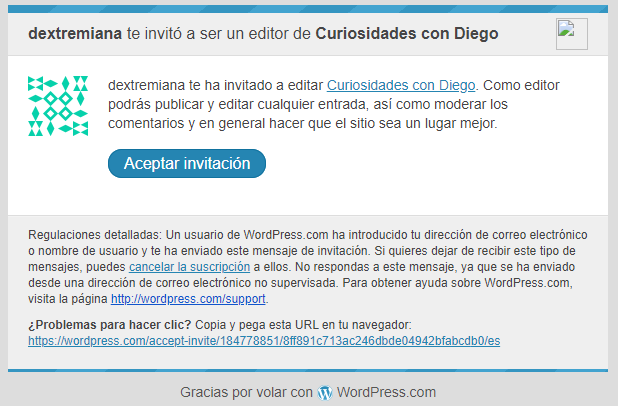 dextremiana te invitó a ser un editor de Curiosidades con Diego
dextremiana te ha invitado a editar Curiosidades con Diego. Como editor
podrás publicar y editar cualquier entrada, así como moderar los
comentarios y en general hacer que el sitio sea un lugar mejor.
Aceptar invitación
Regulaciones detalladas: Un usuario de WordPress.com ha introducido tu dirección de correo electrónico
o nombre de usuario y te ha enviado este mensaje de invitación. Si quieres dejar de recibir este tipo de
mensajes, puedes cancelar la suscripción a ellos. No respondas a este mensaje, ya que se ha enviado
desde una dirección de correo electrónico no supervisada. Para obtener ayuda sobre WordPress.com,
visita la página http://wordpress.com/support.
¿Problemas para hacer clic? Copia y pega esta URL en tu navegador:
https://wordpress.com/accept-invite/184778851/8ff891c713ac246dbde04942bfabcdb0/es
Gracias por volar con WordPress.com